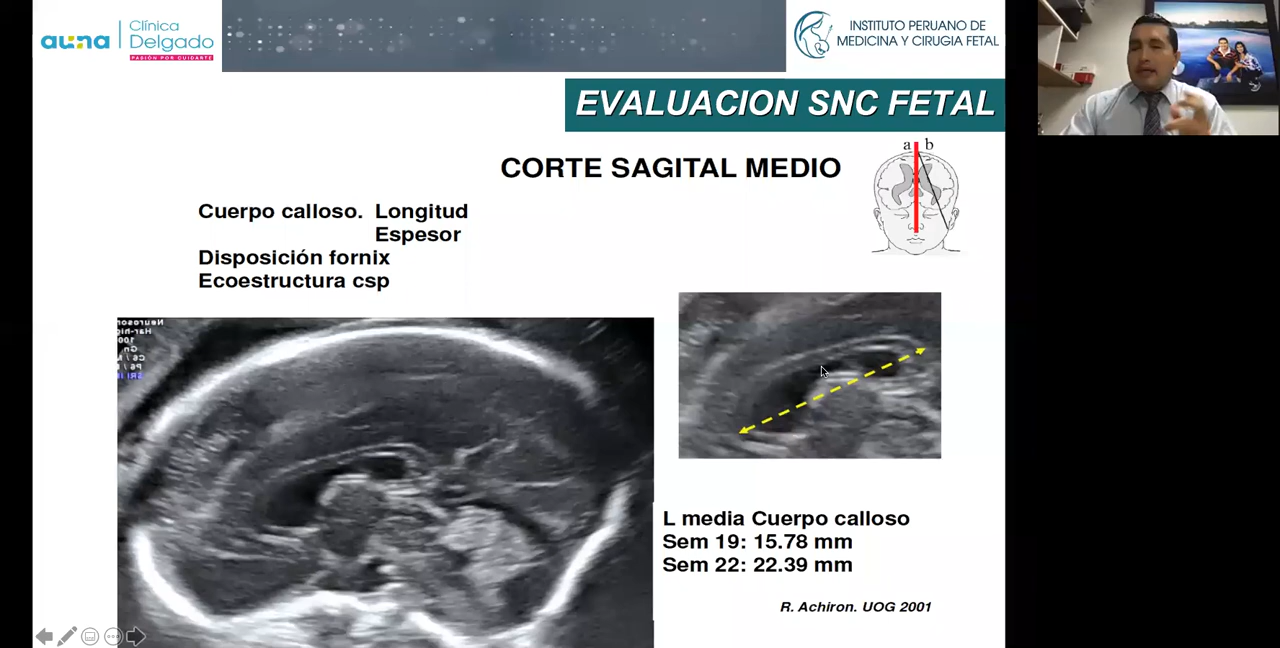 auna
Clínica
Delgado
PASIÓN POR CUIDARTE
INSTITUTO PERUANO DE
MEDICINA Y CIRUGIA FETAL
EVALUACION SNC FETAL
a b
CORTE SAGITAL MEDIO
Cuerpo calloso. Longitud
Espesor
Disposición fornix
Ecoestructura csp
L media Cuerpo calloso
Sem 19: 15.78 mm
Sem 22: 22.39 mm
R. Achiron. UOG 2001